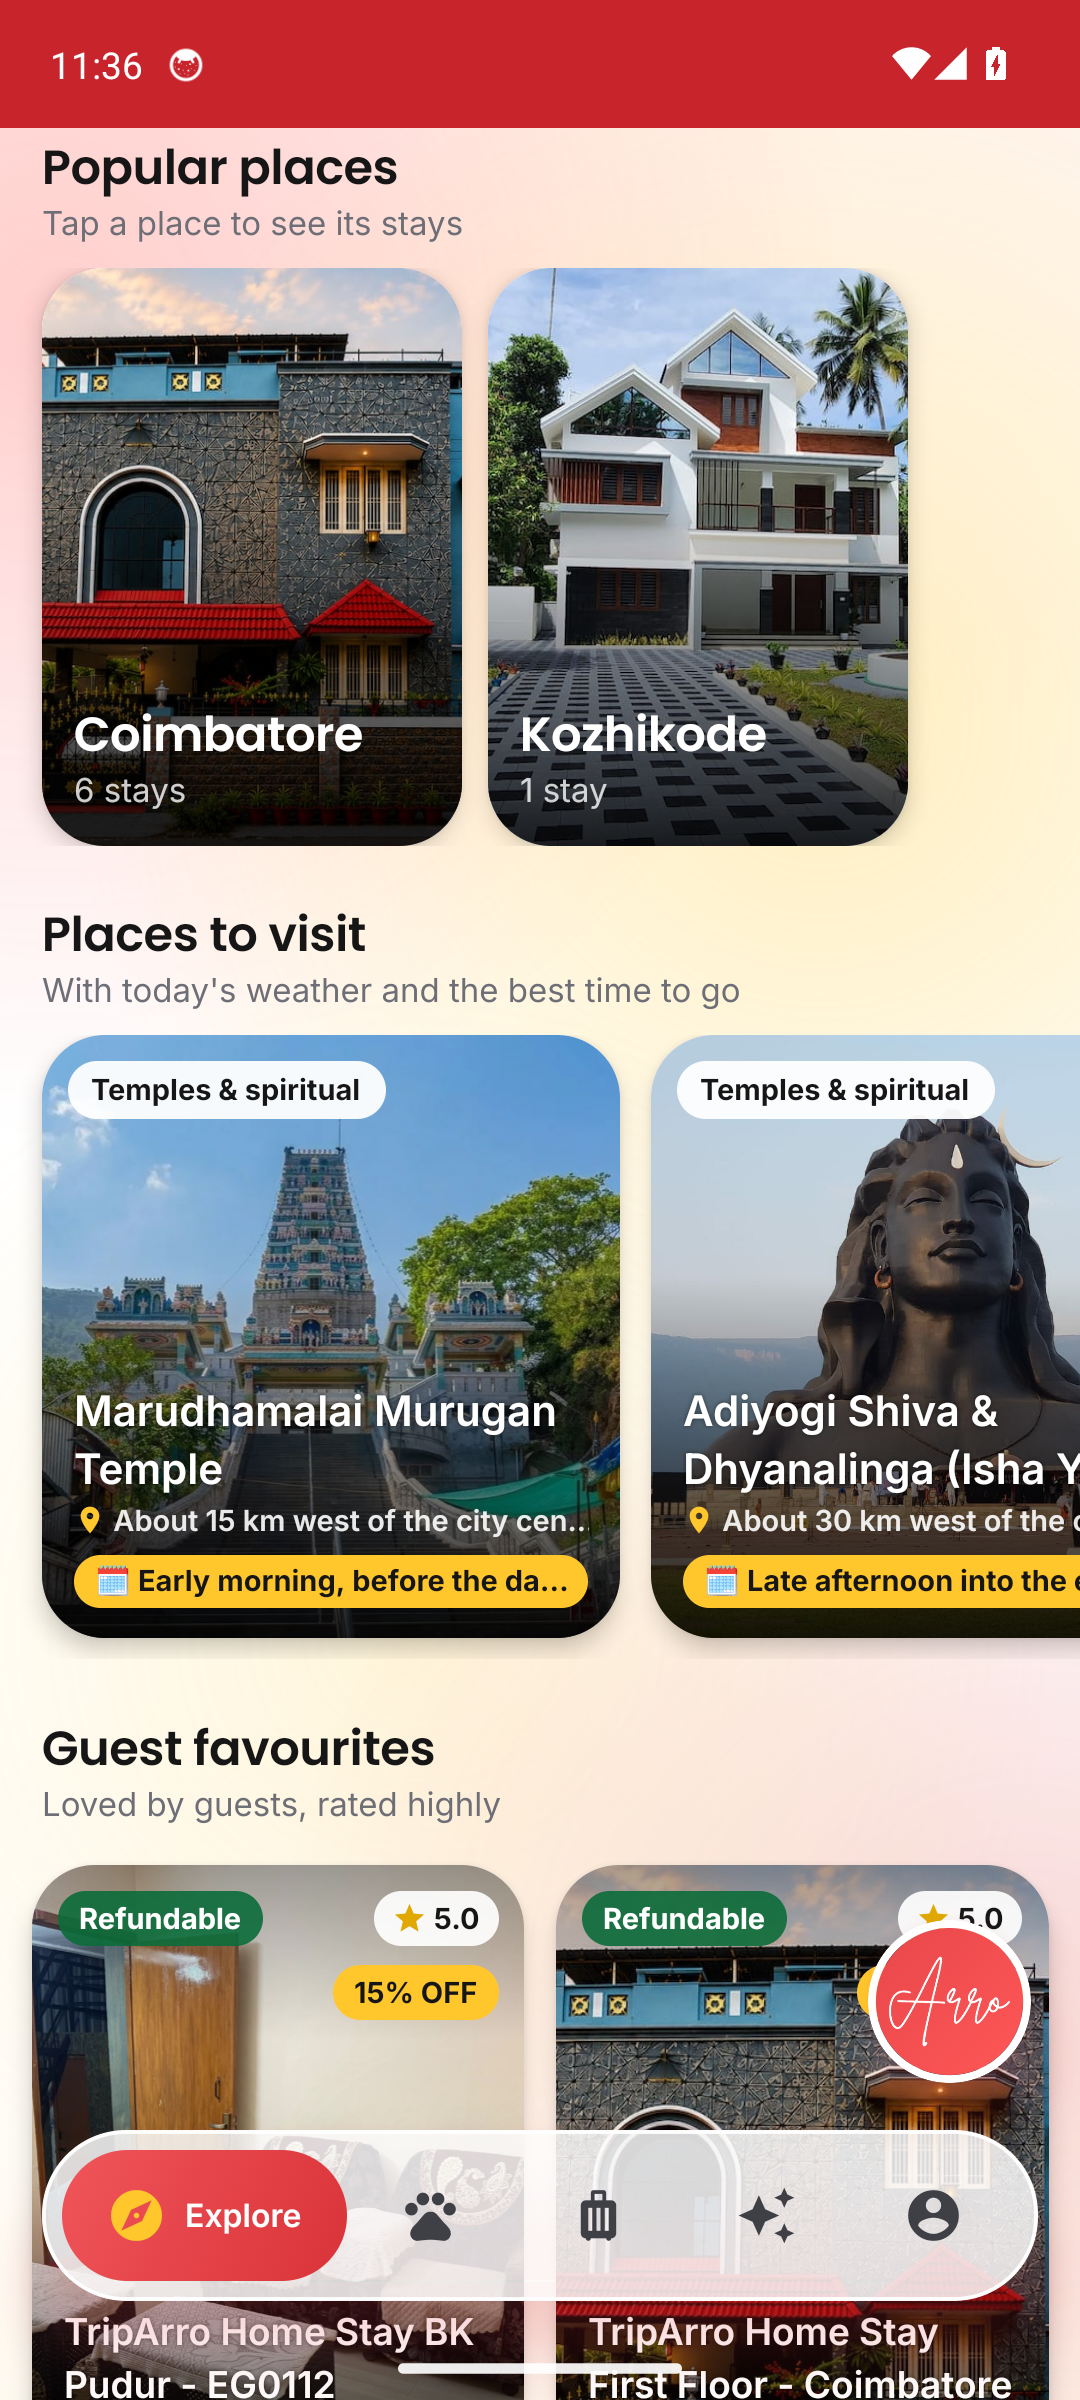 11:36
Popular places
Tap a place to see its stays
Coimbatore
6 stays
Kozhikode
1 stay
Places to visit
With today's weather and the best time to go
Temples & spiritual
Marudhamalai Murugan
Temple
About 15 km west of the city cen...
🗓️ Early morning, before the da...
Temples & spiritual
Adiyogi Shiva &
Dhyanalinga (Isha Y
About 30 km west of the
🗓️ Late afternoon into the
Guest favourites
Loved by guests, rated highly
Refundable
5.0
15% OFF
Refundable
5.0
Arro
Explore
TripArro Home Stay BK
Pudur - EG0112
TripArro Home Stay
First Floor - Coimbatore